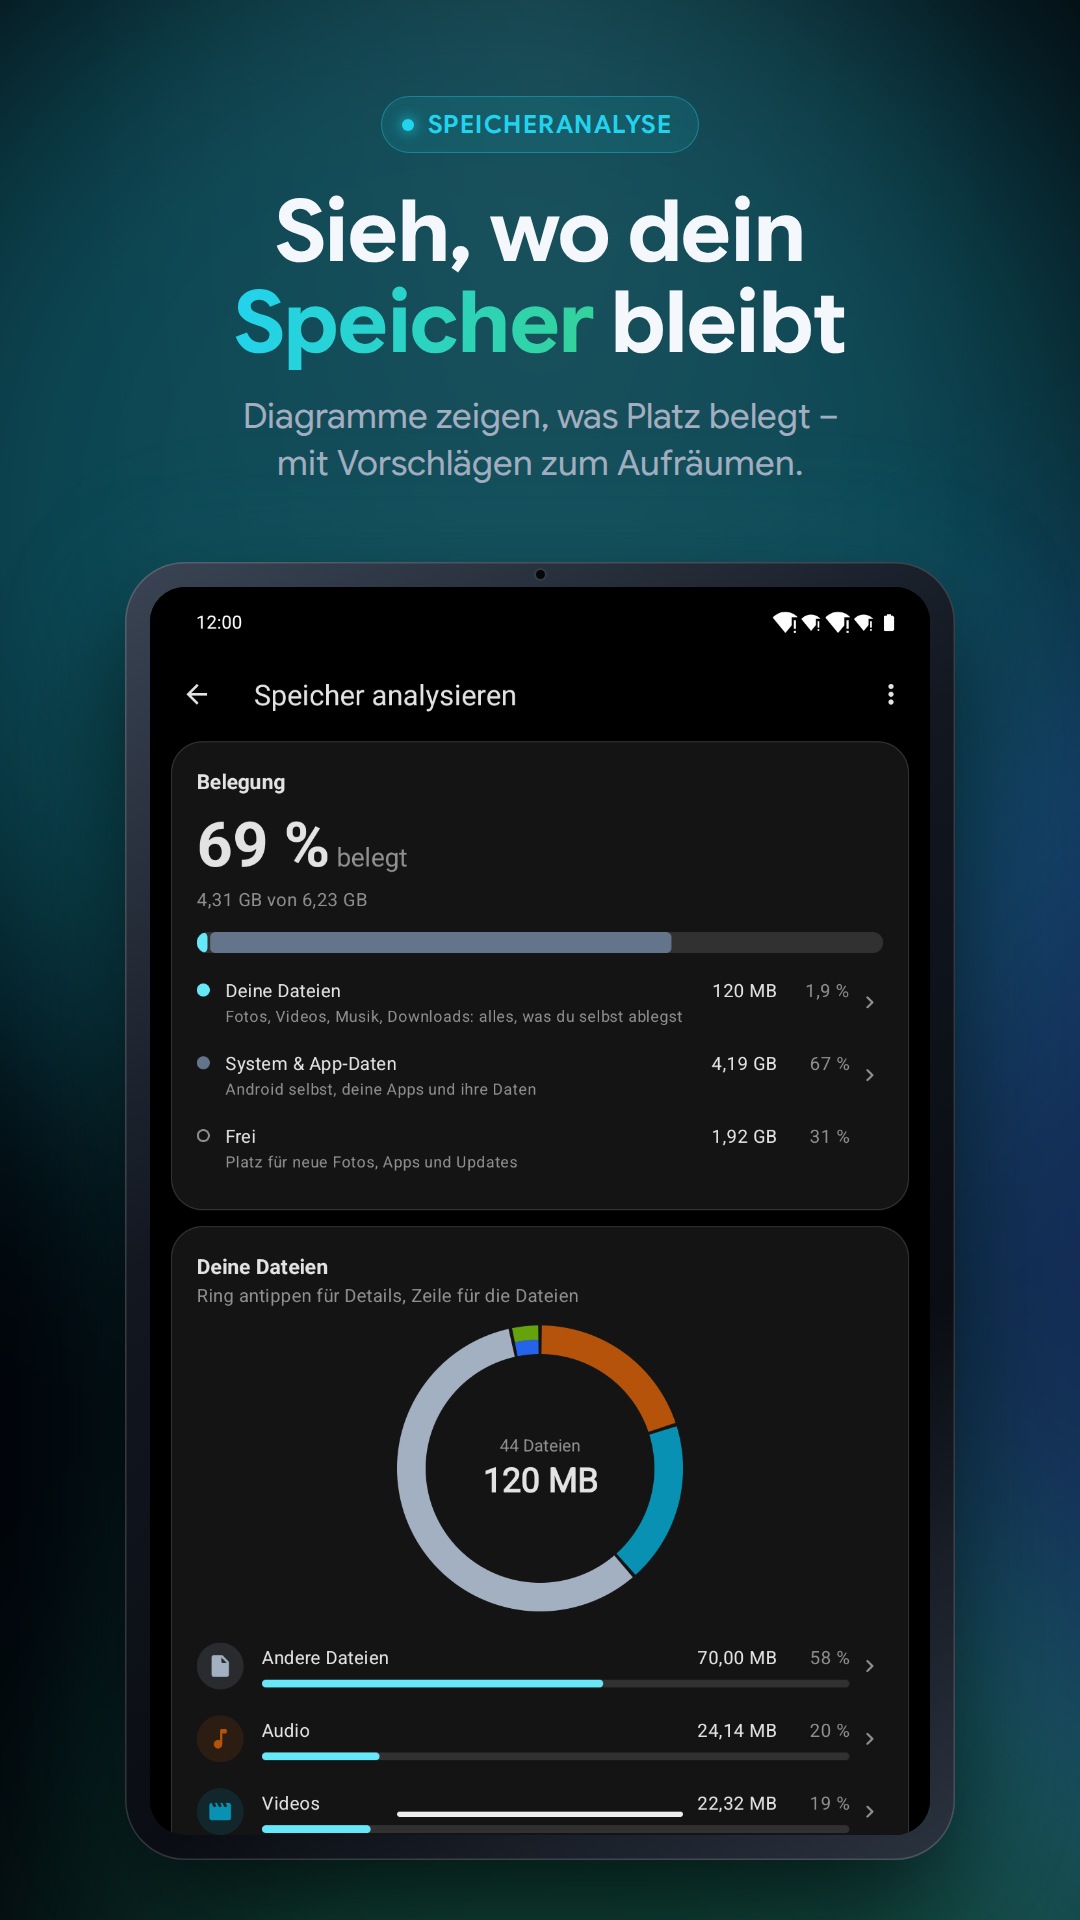 SPEICHERANALYSE
Sieh, wo dein
Speicher bleibt
Diagramme zeigen, was Platz belegt –
mit Vorschlägen zum Aufräumen.
12:00
Speicher analysieren
Belegung
69 % belegt
4,31 GB von 6,23 GB
Deine Dateien 120 MB 1,9 %
Fotos, Videos, Musik, Downloads: alles, was du selbst ablegst
System & App-Daten 4,19 GB 67 %
Android selbst, deine Apps und ihre Daten
Frei 1,92 GB 31 %
Platz für neue Fotos, Apps und Updates
Deine Dateien
Ring antippen für Details, Zeile für die Dateien
44 Dateien
120 MB
Andere Dateien 70,00 MB 58 %
Audio 24,14 MB 20 %
Videos 22,32 MB 19 %